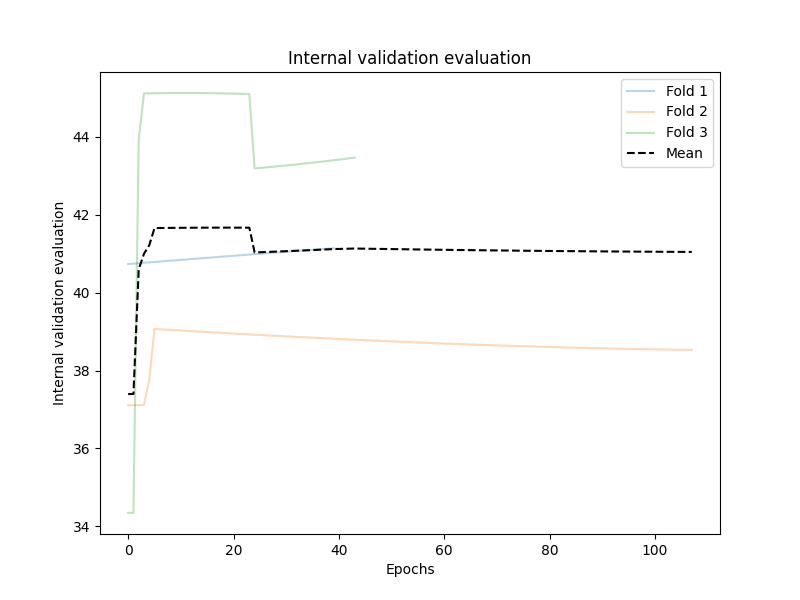 Internal validation evaluation
Fold 1
Fold 2
Fold 3
Mean
Internal validation evaluation
44
42
40
38
36
34
0 20 40 60 80 100
Epochs